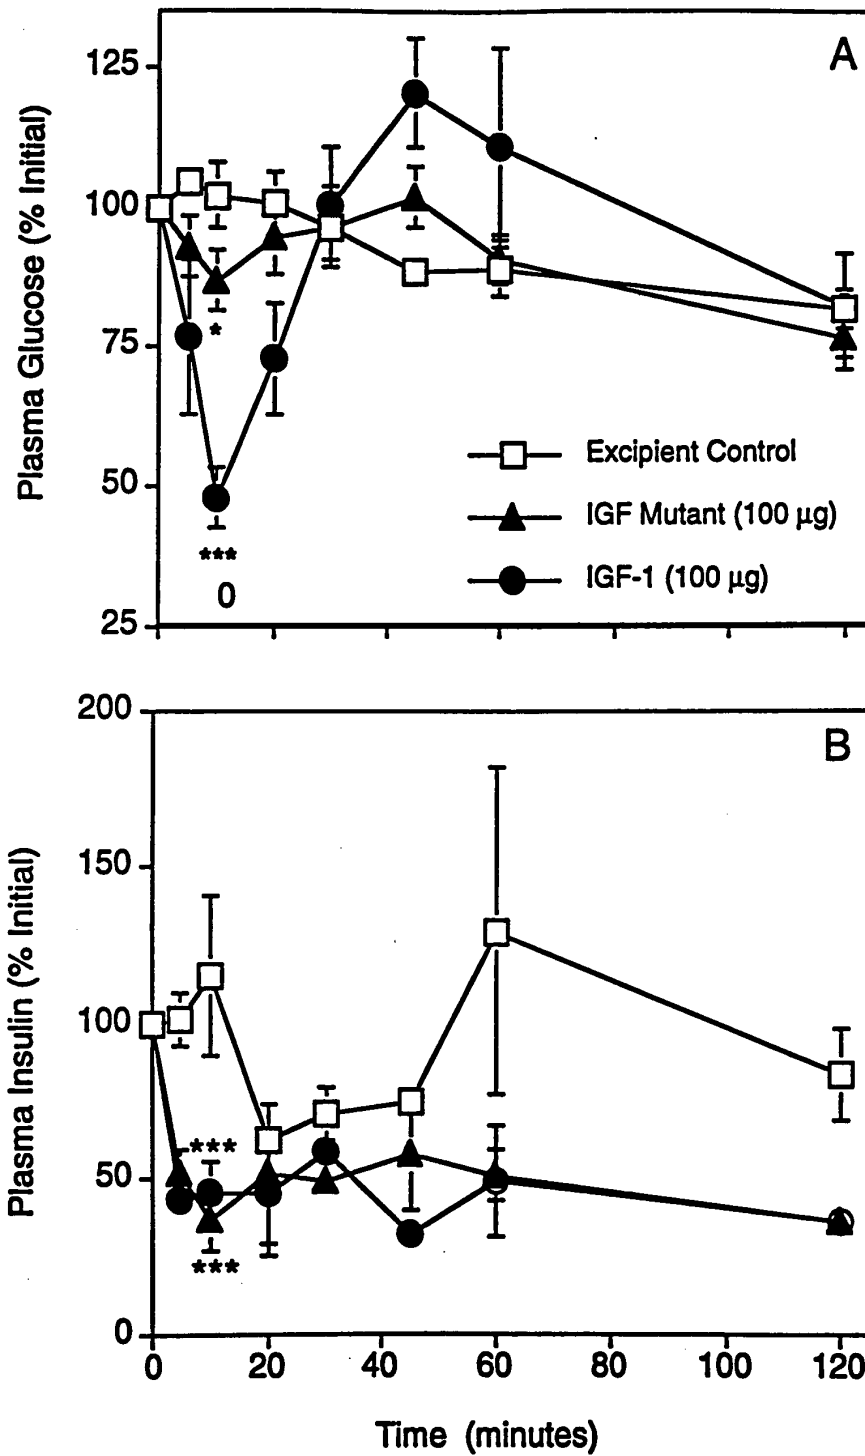 A
Plasma Glucose (% Initial)
125
100
75
50
25
*
***
0
Excipient Control
IGF Mutant (100 µg)
IGF-1 (100 µg)
B
Plasma Insulin (% Initial)
200
150
100
50
0
***
***
0 20 40 60 80 100 120
Time (minutes)